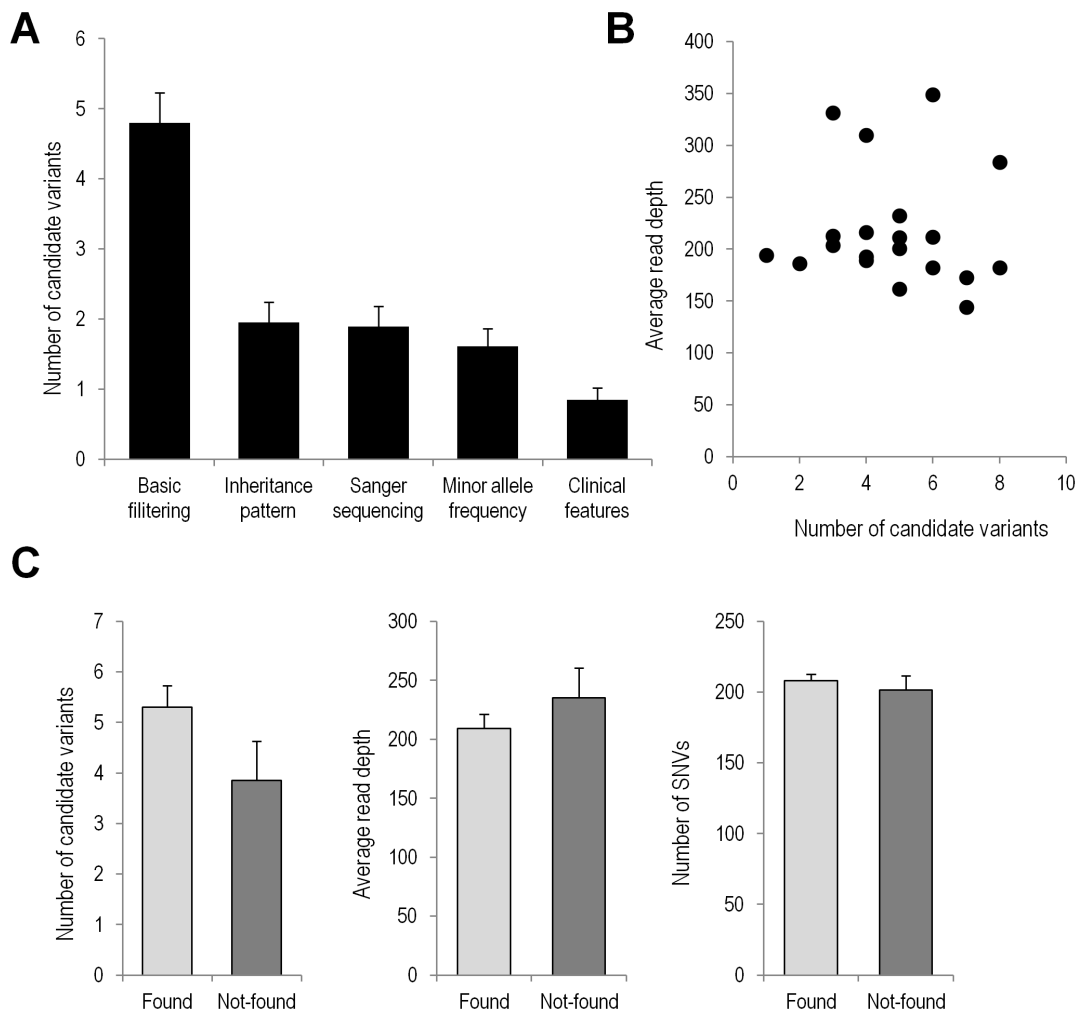 A
6
5
4
3
2
1
0
Number of candidate variants
Basic
filitering
Inheritance
pattern
Sanger
sequencing
Minor allele
frequency
Clinical
features
B
400
350
300
250
200
150
100
50
0
Average read depth
0 2 4 6 8 10
Number of candidate variants
C
7
6
5
4
3
2
1
0
Number of candidate variants
Found Not-found
300
250
200
150
100
50
0
Average read depth
Found Not-found
250
200
150
100
50
0
Number of SNVs
Found Not-found